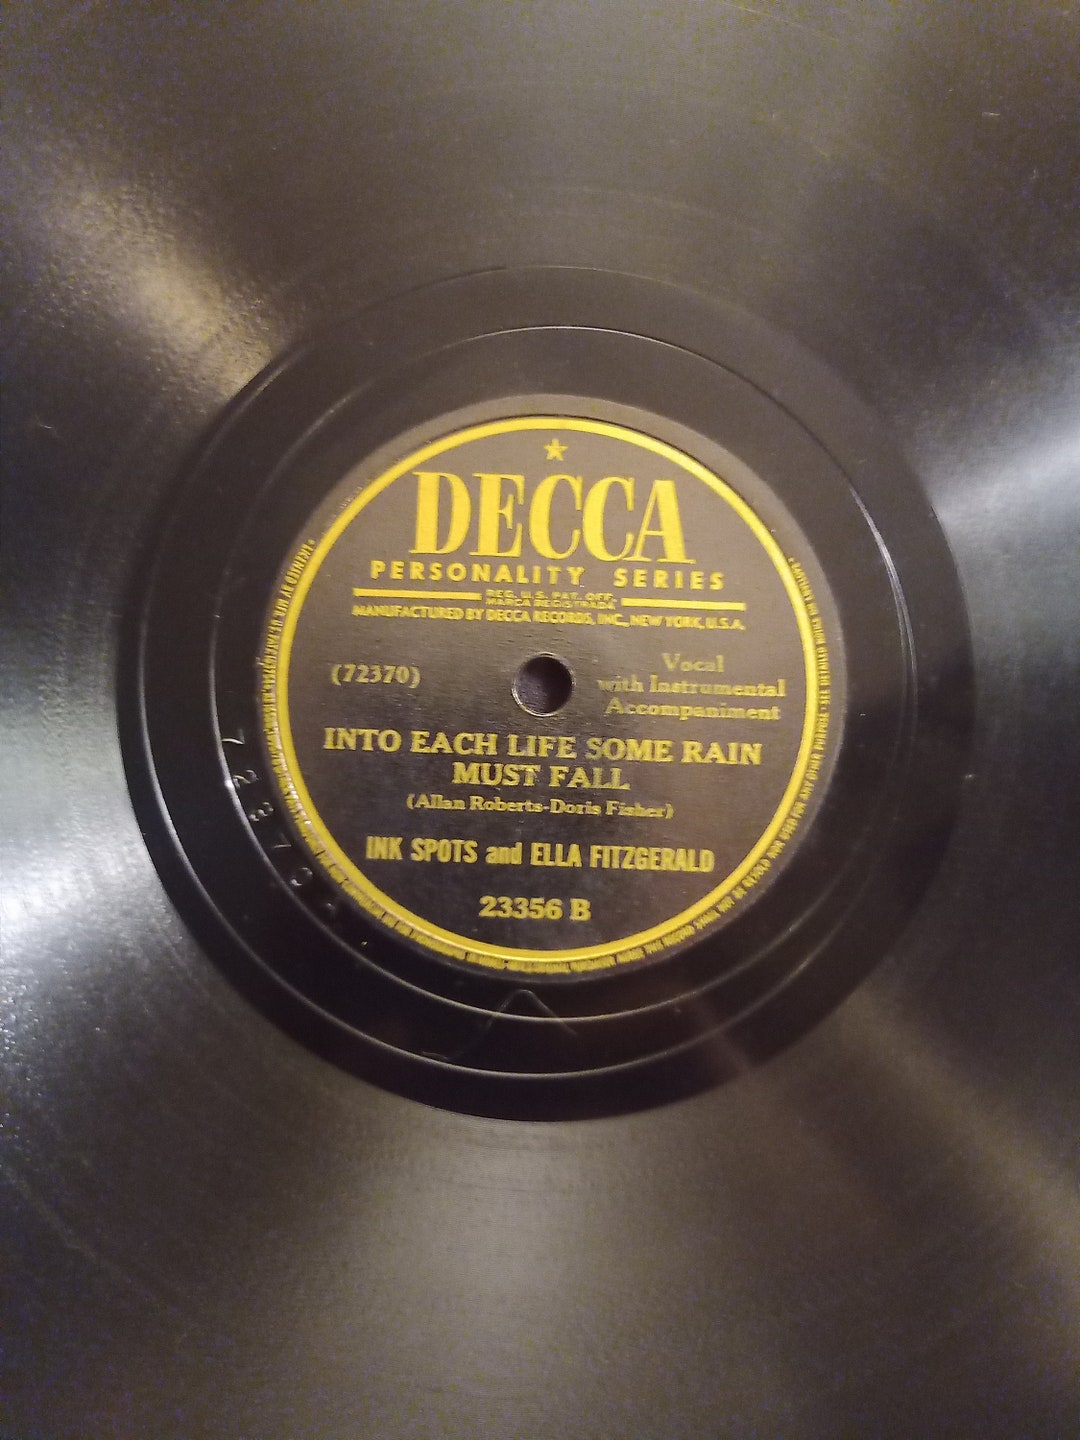 DECCA
PERSONALITY SERIES
REG. U.S. PAT. OFF.
MARCA REGISTRADA
MANUFACTURED BY DECCA RECORDS, INC., NEW YORK, U.S.A.
(72370)
Vocal
with Instrumental
Accompaniment
INTO EACH LIFE SOME RAIN
MUST FALL
(Allan Roberts-Doris Fisher)
INK SPOTS and ELLA FITZGERALD
23356 B